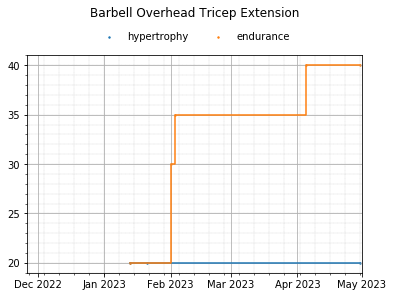 Barbell Overhead Tricep Extension
hypertrophy endurance
40
35
30
25
20
Dec 2022 Jan 2023 Feb 2023 Mar 2023 Apr 2023 May 2023